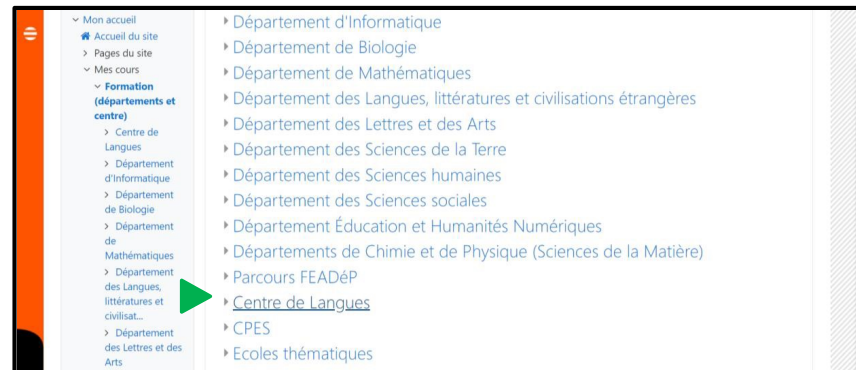 Mon accueil
Accueil du site
Pages du site
Mes cours
Formation
(départements et
centre)
Centre de
Langues
Département
d'Informatique
Département
de Biologie
Département
de
Mathématiques
Département
des Langues,
littératures et
civilisat...
Département
des Lettres et des
Arts
Département d'Informatique
Département de Biologie
Département de Mathématiques
Département des Langues, littératures et civilisations étrangères
Département des Lettres et des Arts
Département des Sciences de la Terre
Département des Sciences humaines
Département des Sciences sociales
Département Éducation et Humanités Numériques
Départements de Chimie et de Physique (Sciences de la Matière)
Parcours FEADéP
Centre de Langues
CPES
Ecoles thématiques